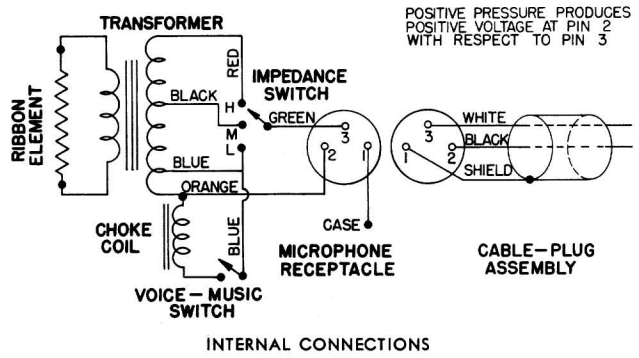 TRANSFORMER
POSITIVE PRESSURE PRODUCES
POSITIVE VOLTAGE AT PIN 2
WITH RESPECT TO PIN 3
RIBBON
ELEMENT
RED
BLACK
H
M
L
IMPEDANCE
SWITCH
GREEN
BLUE
ORANGE
BLUE
3
2
1
CASE
MICROPHONE
RECEPTACLE
3
1
2
WHITE
BLACK
SHIELD
CABLE-PLUG
ASSEMBLY
CHOKE
COIL
VOICE-MUSIC
SWITCH
INTERNAL CONNECTIONS